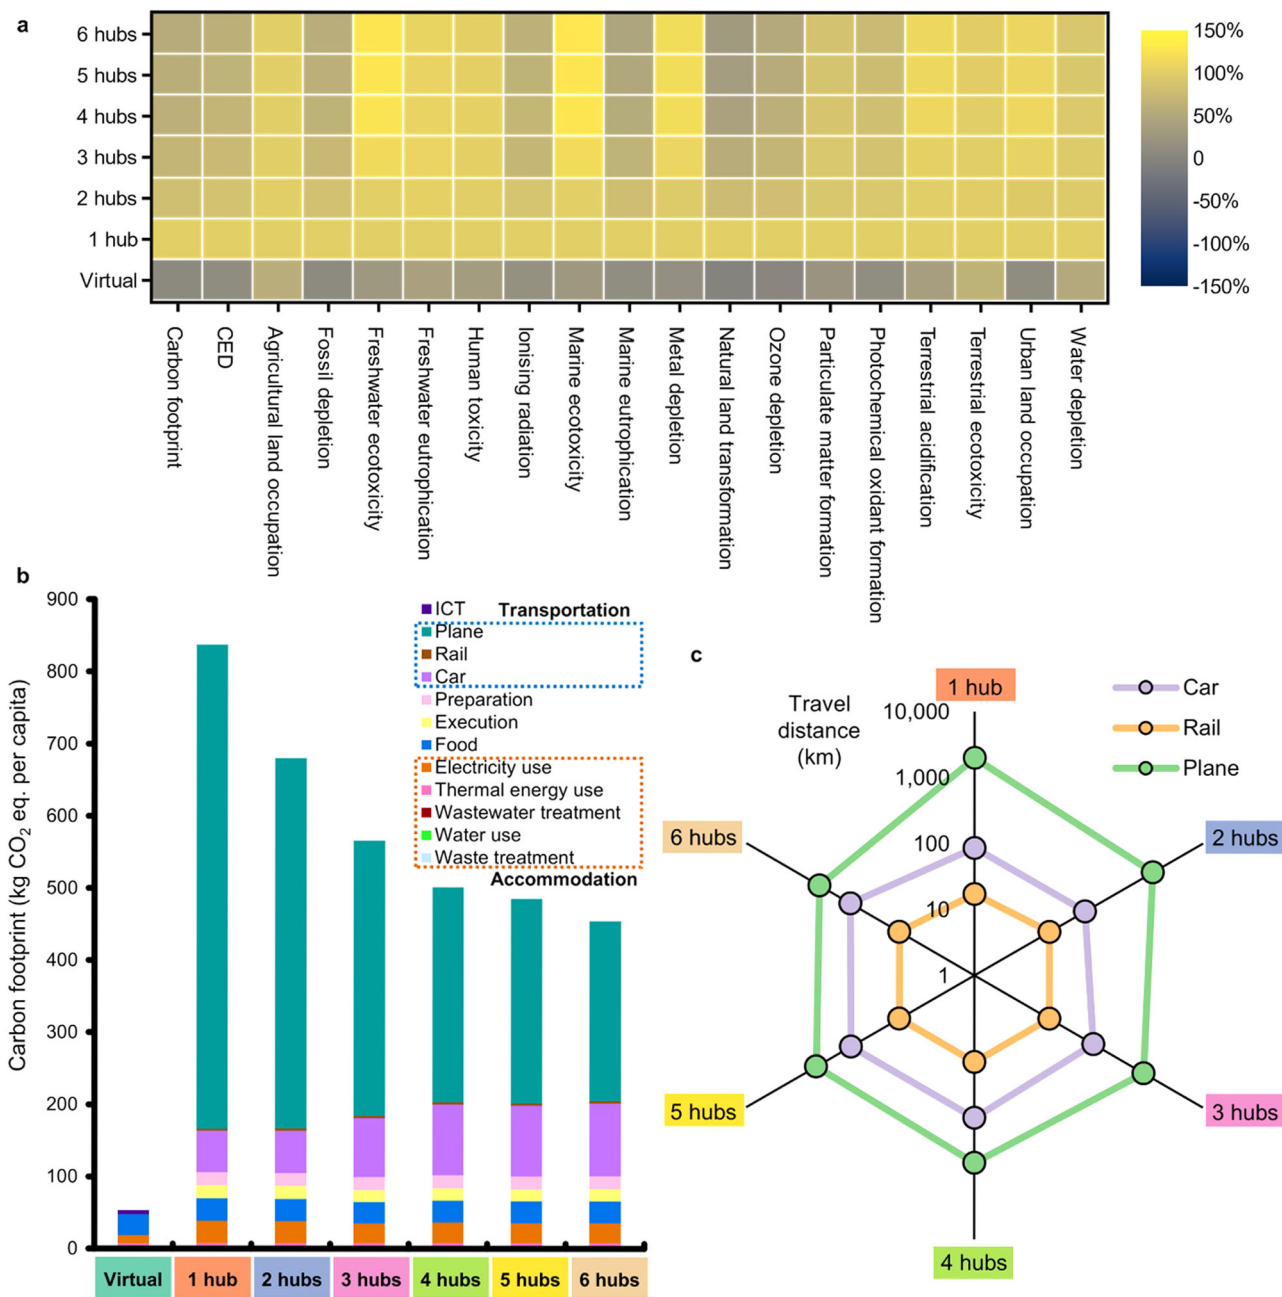 a
6 hubs
5 hubs
4 hubs
3 hubs
2 hubs
1 hub
Virtual
150%
100%
50%
0
-50%
-100%
-150%
Carbon footprint
CED
Agricultural land occupation
Fossil depletion
Freshwater ecotoxicity
Freshwater eutrophication
Human toxicity
Ionising radiation
Marine ecotoxicity
Marine eutrophication
Metal depletion
Natural land transformation
Ozone depletion
Particulate matter formation
Photochemical oxidant formation
Terrestrial acidification
Terrestrial ecotoxicity
Urban land occupation
Water depletion
b
Carbon footprint (kg CO₂ eq. per capita)
900
800
700
600
500
400
300
200
100
0
ICT
Transportation
Plane
Rail
Car
Preparation
Execution
Food
Electricity use
Thermal energy use
Wastewater treatment
Water use
Waste treatment
Accommodation
Virtual
1 hub
2 hubs
3 hubs
4 hubs
5 hubs
6 hubs
c
Travel
distance
(km)
1 hub
10,000
1,000
100
10
1
Car
Rail
Plane
6 hubs
2 hubs
5 hubs
3 hubs
4 hubs